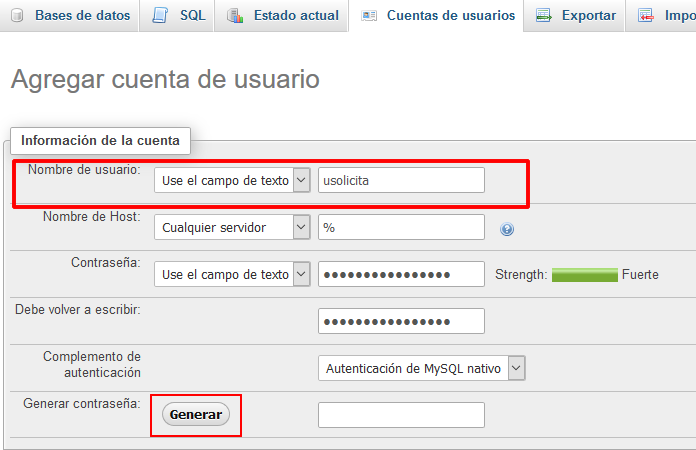 Bases de datos SQL Estado actual Cuentas de usuarios Exportar Impo
Agregar cuenta de usuario
Información de la cuenta
Nombre de usuario: Use el campo de texto usolicita
Nombre de Host: Cualquier servidor %
Contraseña: Use el campo de texto ●●●●●●●●●●●●●●●● Strength: Fuerte
Debe volver a escribir: ●●●●●●●●●●●●●●●●
Complemento de
autenticación
Autenticación de MySQL nativo
Generar contraseña: Generar